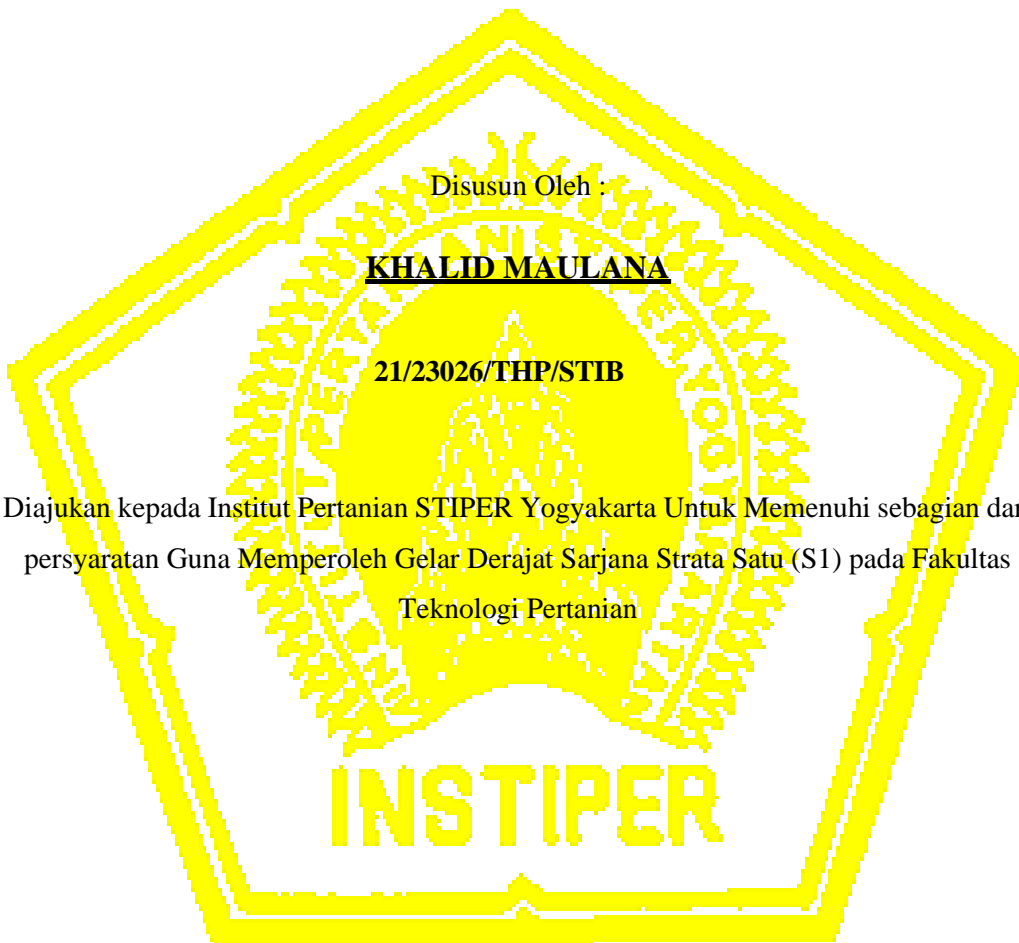 Disusun Oleh :
KHALID MAULANA
21/23026/THP/STIB
Diajukan kepada Institut Pertanian STIPER Yogyakarta Untuk Memenuhi sebagian dar
persyaratan Guna Memperoleh Gelar Derajat Sarjana Strata Satu (S1) pada Fakultas
Teknologi Pertanian
INSTIPER